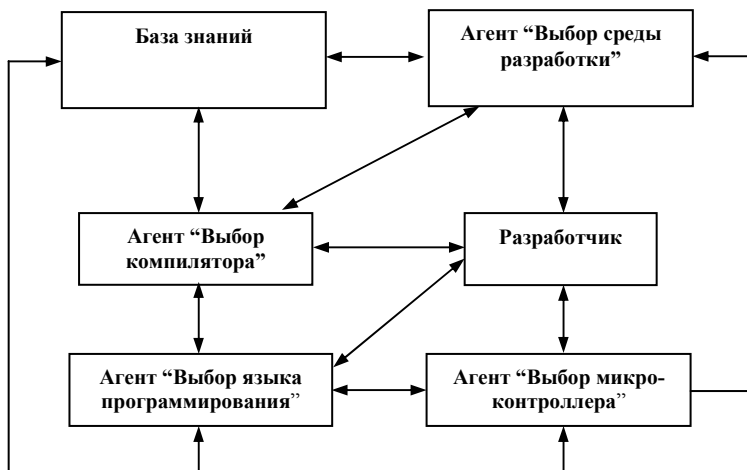 База знаний
Агент “Выбор среды
разработки”
Агент “Выбор
компилятора”
Разработчик
Агент “Выбор языка
программирования”
Агент “Выбор микро-
контроллера”